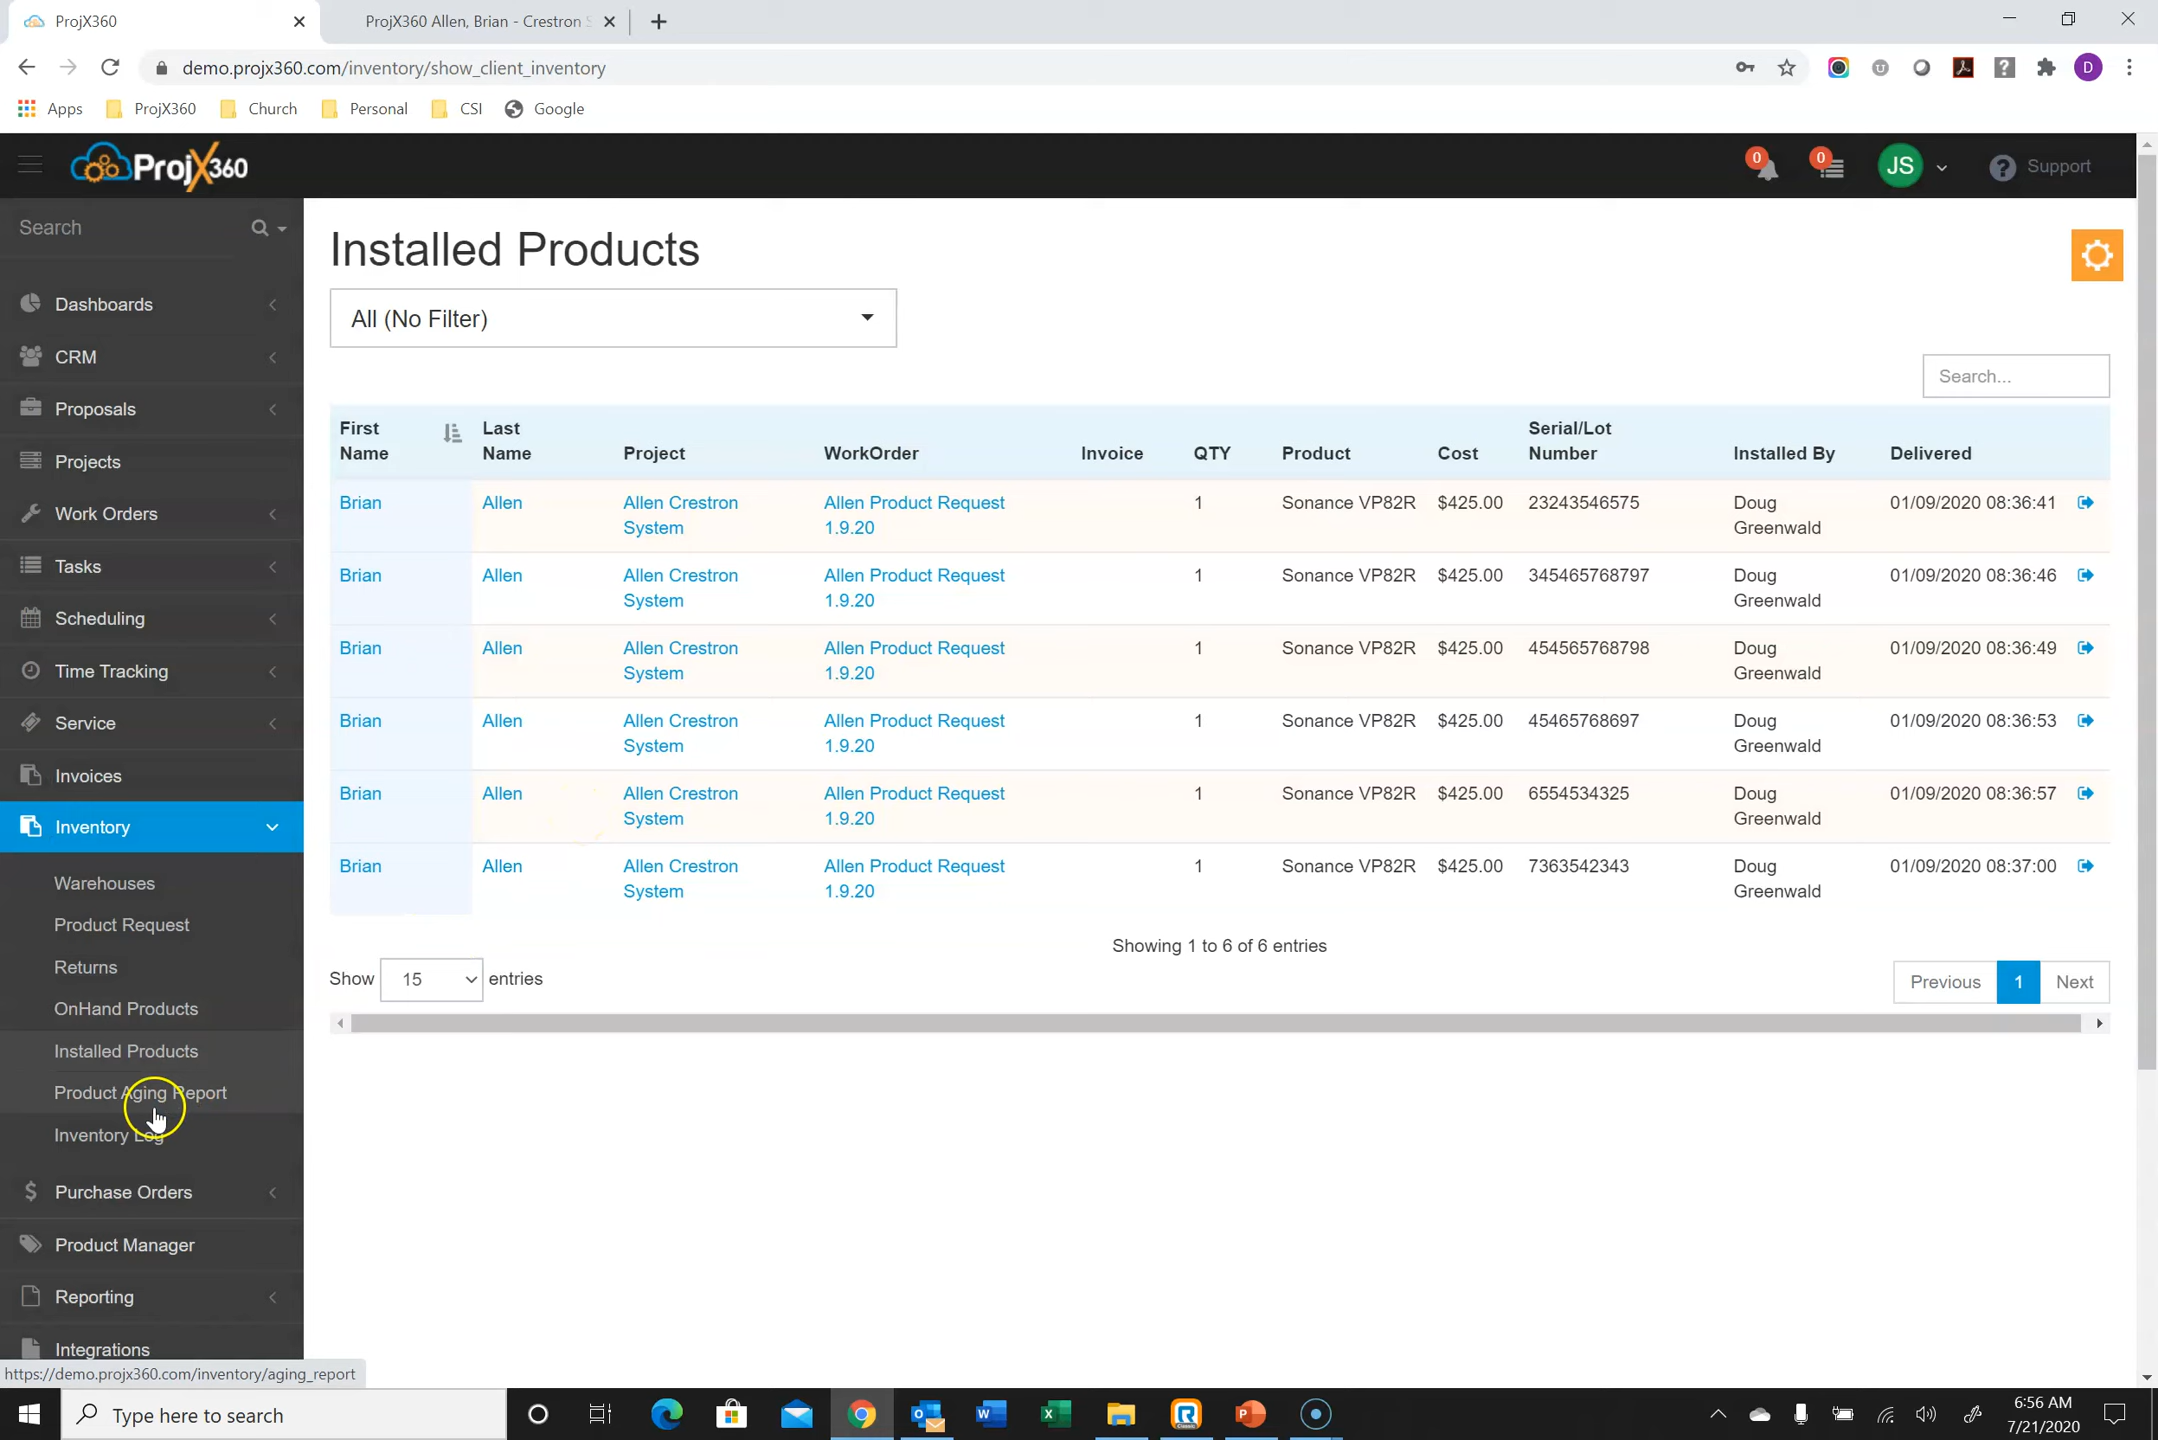 ProjX360
ProjX360 Allen, Brian - Crestron S
demo.projx360.com/inventory/show_client_inventory
D
Apps ProjX360 Church Personal CSI Google
ProjX360
0 0 JS Support
Search
Dashboards
CRM
Proposals
Projects
Work Orders
Tasks
Scheduling
Time Tracking
Service
Invoices
Inventory
Warehouses
Product Request
Returns
OnHand Products
Installed Products
Product Aging Report
Inventory Log
Purchase Orders
Product Manager
Reporting
Integrations
https://demo.projx360.com/inventory/aging_report
Installed Products
All (No Filter)
Search...
First Name Last Name Project WorkOrder Invoice QTY Product Cost Serial/Lot Number Installed By Delivered
Brian Allen Allen Crestron System Allen Product Request 1.9.20 1 Sonance VP82R $425.00 23243546575 Doug Greenwald 01/09/2020 08:36:41
Brian Allen Allen Crestron System Allen Product Request 1.9.20 1 Sonance VP82R $425.00 345465768797 Doug Greenwald 01/09/2020 08:36:46
Brian Allen Allen Crestron System Allen Product Request 1.9.20 1 Sonance VP82R $425.00 454565768798 Doug Greenwald 01/09/2020 08:36:49
Brian Allen Allen Crestron System Allen Product Request 1.9.20 1 Sonance VP82R $425.00 45465768697 Doug Greenwald 01/09/2020 08:36:53
Brian Allen Allen Crestron System Allen Product Request 1.9.20 1 Sonance VP82R $425.00 6554534325 Doug Greenwald 01/09/2020 08:36:57
Brian Allen Allen Crestron System Allen Product Request 1.9.20 1 Sonance VP82R $425.00 7363542343 Doug Greenwald 01/09/2020 08:37:00
Showing 1 to 6 of 6 entries
Show 15 entries
Previous 1 Next
Type here to search
6:56 AM
7/21/2020